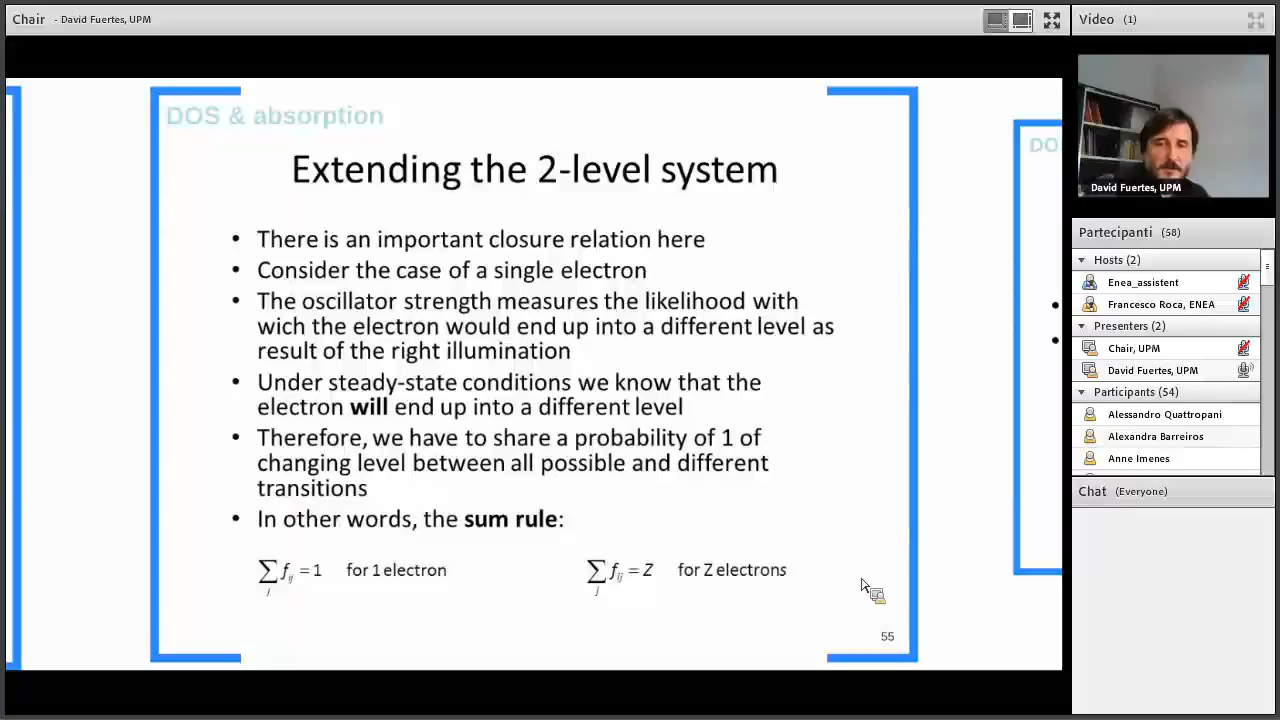 Chair - David Fuertes, UPM
Video (1)
DOS & absorption
Extending the 2-level system
• There is an important closure relation here
• Consider the case of a single electron
• The oscillator strength measures the likelihood with
wich the electron would end up into a different level as
result of the right illumination
• Under steady-state conditions we know that the
electron will end up into a different level
• Therefore, we have to share a probability of 1 of
changing level between all possible and different
transitions
• In other words, the sum rule:
∑ f_ij = 1 for 1 electron
j
∑ f_ij = Z for Z electrons
j
55
DO
David Fuertes, UPM
Partecipanti (58)
Hosts (2)
Enea_assistent
Francesco Roca, ENEA
Presenters (2)
Chair, UPM
David Fuertes, UPM
Participants (54)
Alessandro Quattropani
Alexandra Barreiros
Anne Imenes
Chat (Everyone)